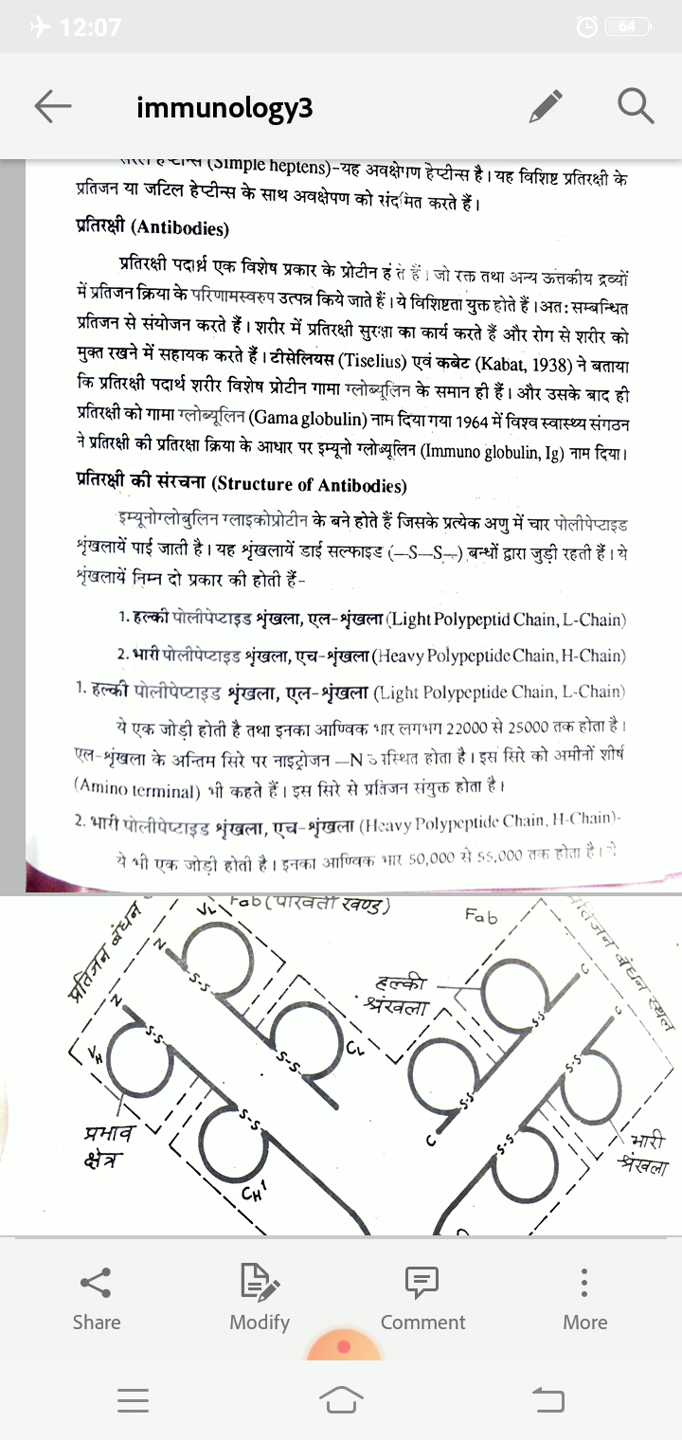 12:07
64
immunology3
सरल हेप्टीन्स (Simple heptens)-यह अवक्षेपण हेप्टीन्स है। यह विशिष्ट प्रतिरक्षी के
प्रतिजन या जटिल हेप्टीन्स के साथ अवक्षेपण को संदमित करते हैं।
प्रतिरक्षी (Antibodies)
प्रतिरक्षी पदार्थ एक विशेष प्रकार के प्रोटीन होते हैं। जो रक्त तथा अन्य ऊत्तकीय द्रव्यों
में प्रतिजन क्रिया के परिणामस्वरुप उत्पन्न किये जाते हैं। ये विशिष्टता युक्त होते हैं। अत: सम्बन्धित
प्रतिजन से संयोजन करते हैं। शरीर में प्रतिरक्षी सुरक्षा का कार्य करते हैं और रोग से शरीर को
मुक्त रखने में सहायक करते हैं। टीसेलियस (Tiselius) एवं कबेट (Kabat, 1938) ने बताया
कि प्रतिरक्षी पदार्थ शरीर विशेष प्रोटीन गामा ग्लोब्यूलिन के समान ही हैं। और उसके बाद ही
प्रतिरक्षी को गामा ग्लोब्यूलिन (Gama globulin) नाम दिया गया 1964 में विश्व स्वास्थ्य संगठन
ने प्रतिरक्षी की प्रतिरक्षा क्रिया के आधार पर इम्यूनो ग्लोब्यूलिन (Immuno globulin, Ig) नाम दिया।
प्रतिरक्षी की संरचना (Structure of Antibodies)
इम्यूनोग्लोबुलिन ग्लाइकोप्रोटीन के बने होते हैं जिसके प्रत्येक अणु में चार पोलीपेप्टाइड
शृंखलायें पाई जाती है। यह शृंखलायें डाई सल्फाइड (—S—S—) बन्धों द्वारा जुड़ी रहती हैं। ये
शृंखलायें निम्न दो प्रकार की होती हैं-
1. हल्की पोलीपेप्टाइड शृंखला, एल-शृंखला (Light Polypeptid Chain, L-Chain)
2. भारी पोलीपेप्टाइड शृंखला, एच-शृंखला (Heavy Polypeptide Chain, H-Chain)
1. हल्की पोलीपेप्टाइड शृंखला, एल-शृंखला (Light Polypeptide Chain, L-Chain)
ये एक जोड़ी होती है तथा इनका आण्विक भार लगभग 22000 से 25000 तक होता है।
एल-शृंखला के अन्तिम सिरे पर नाइट्रोजन —N होता है। इस सिरे को अमीनों शीर्ष
(Amino terminal) भी कहते हैं। इस सिरे से प्रतिजन संयुक्त होता है।
2. भारी पोलीपेप्टाइड शृंखला, एच-शृंखला (Heavy Polypeptide Chain, H-Chain)-
ये भी एक जोड़ी होती है। इनका आण्विक भार 50,000 से 55,000 तक होता है। ये
प्रतिजन बंधन
VL
Fab (पार्श्वर्ती खण्ड)
Fab
प्रतिजन बंधन स्थल
N
S-S
हल्की
श्रंखला
C
N
S-S
S-S
CL
S-S
C
VH
S-S
S-S
S-S
प्रभाव
क्षेत्र
CH'
C
S-S
भारी
श्रंखला
Share
Modify
Comment
More